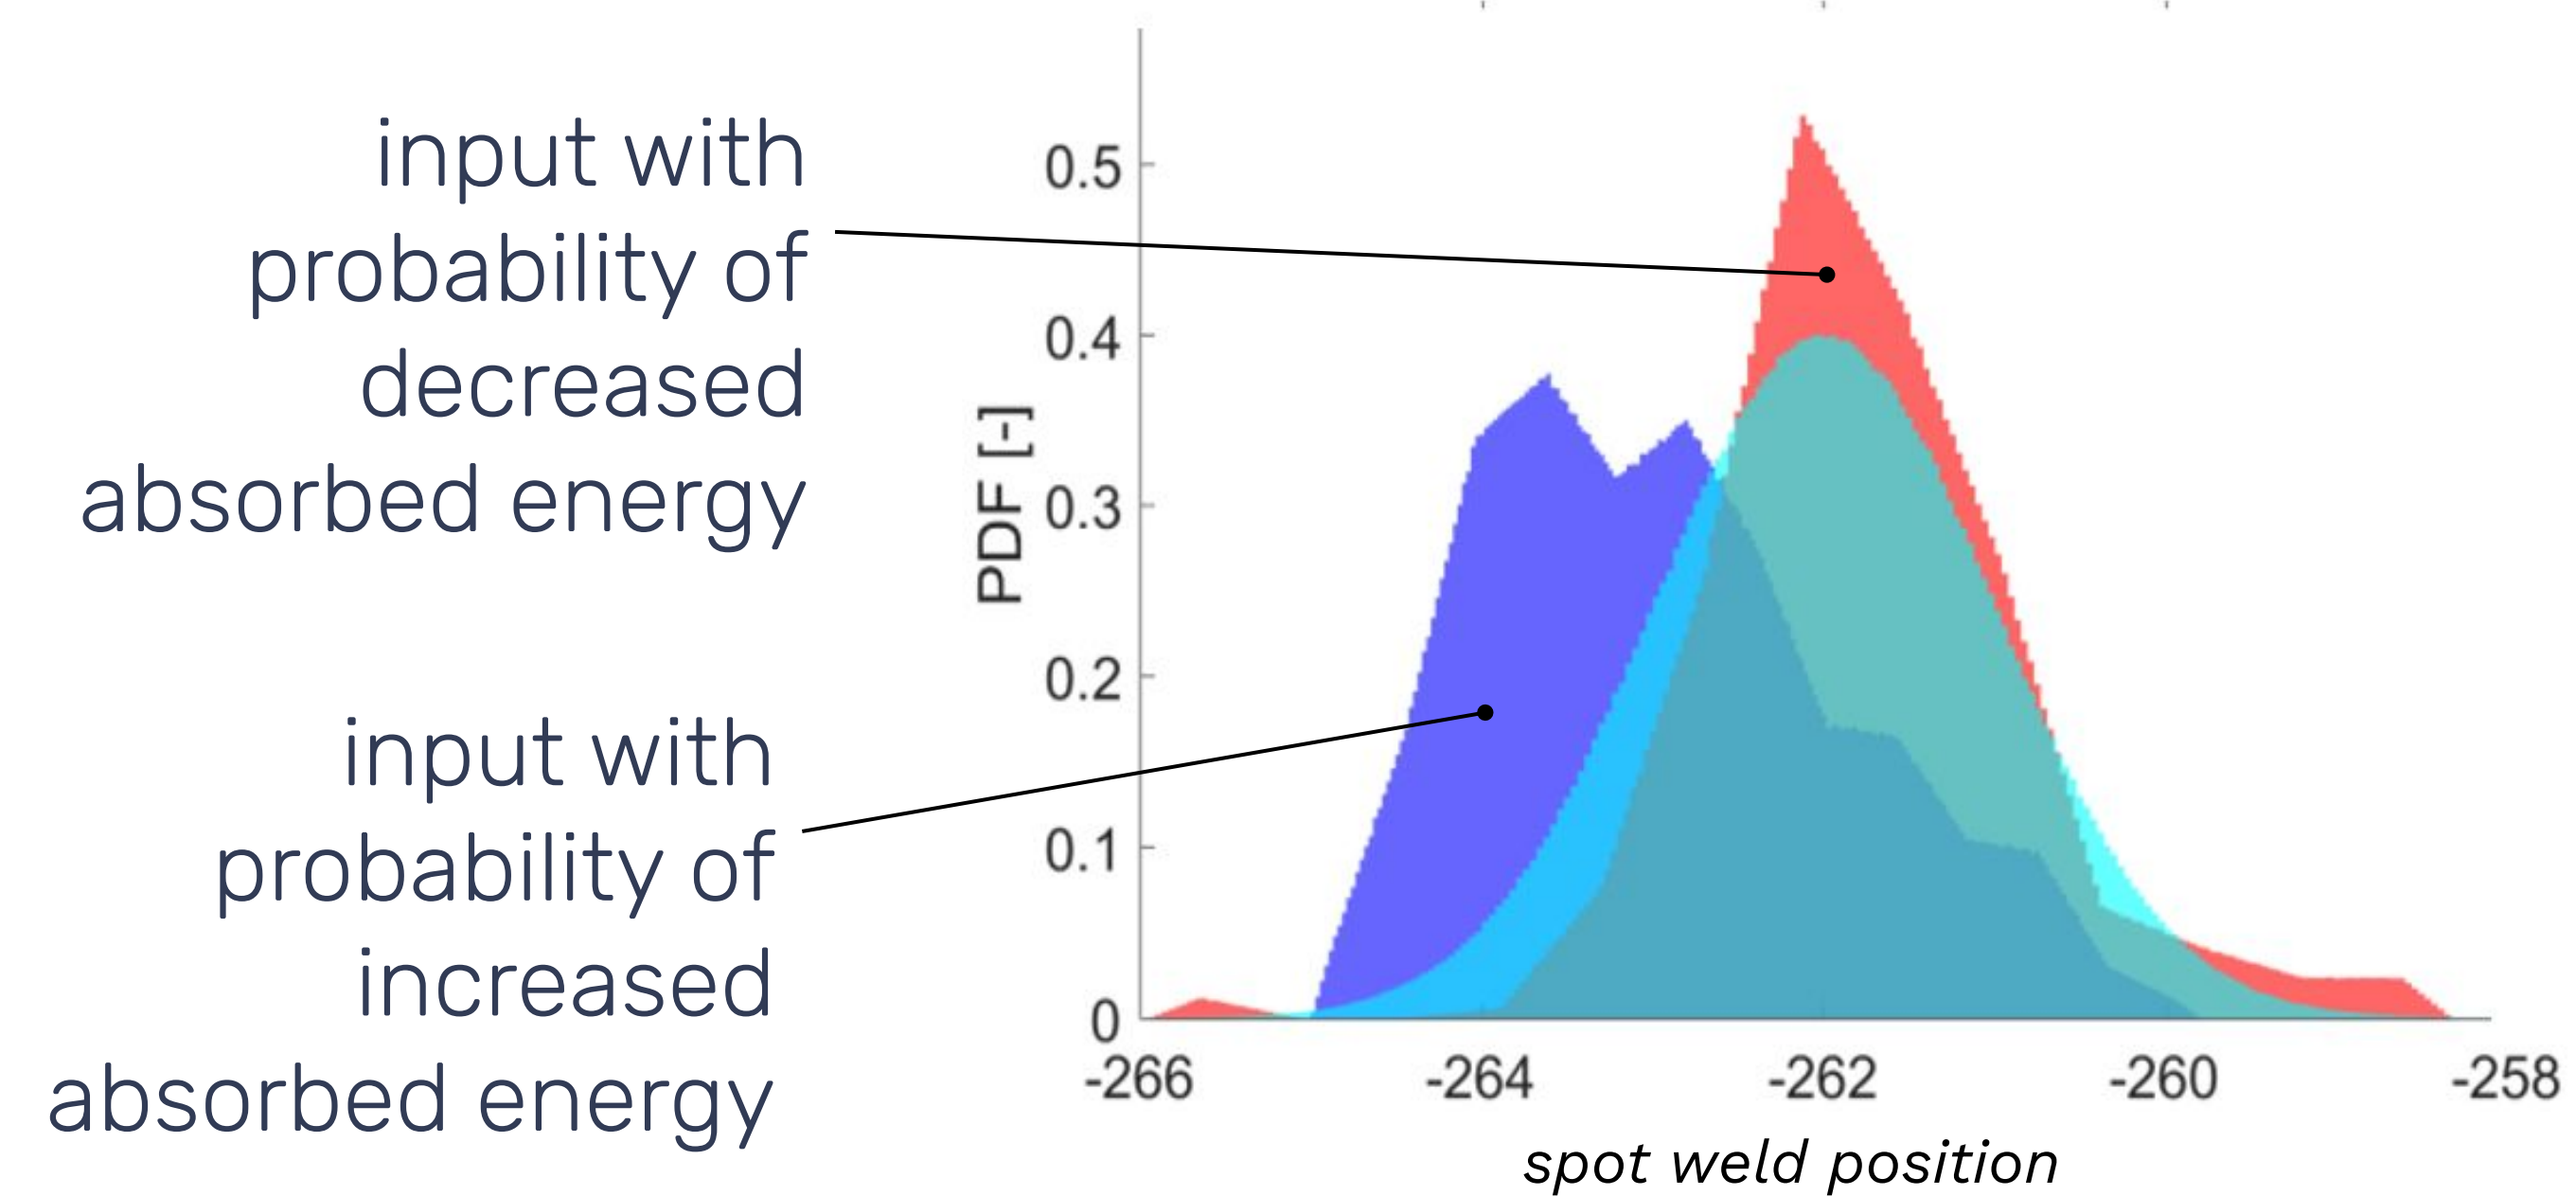 input with
probability of
decreased
absorbed energy
input with
probability of
increased
absorbed energy
PDF [-]
0.5
0.4
0.3
0.2
0.1
0
-266 -264 -262 -260 -258
spot weld position